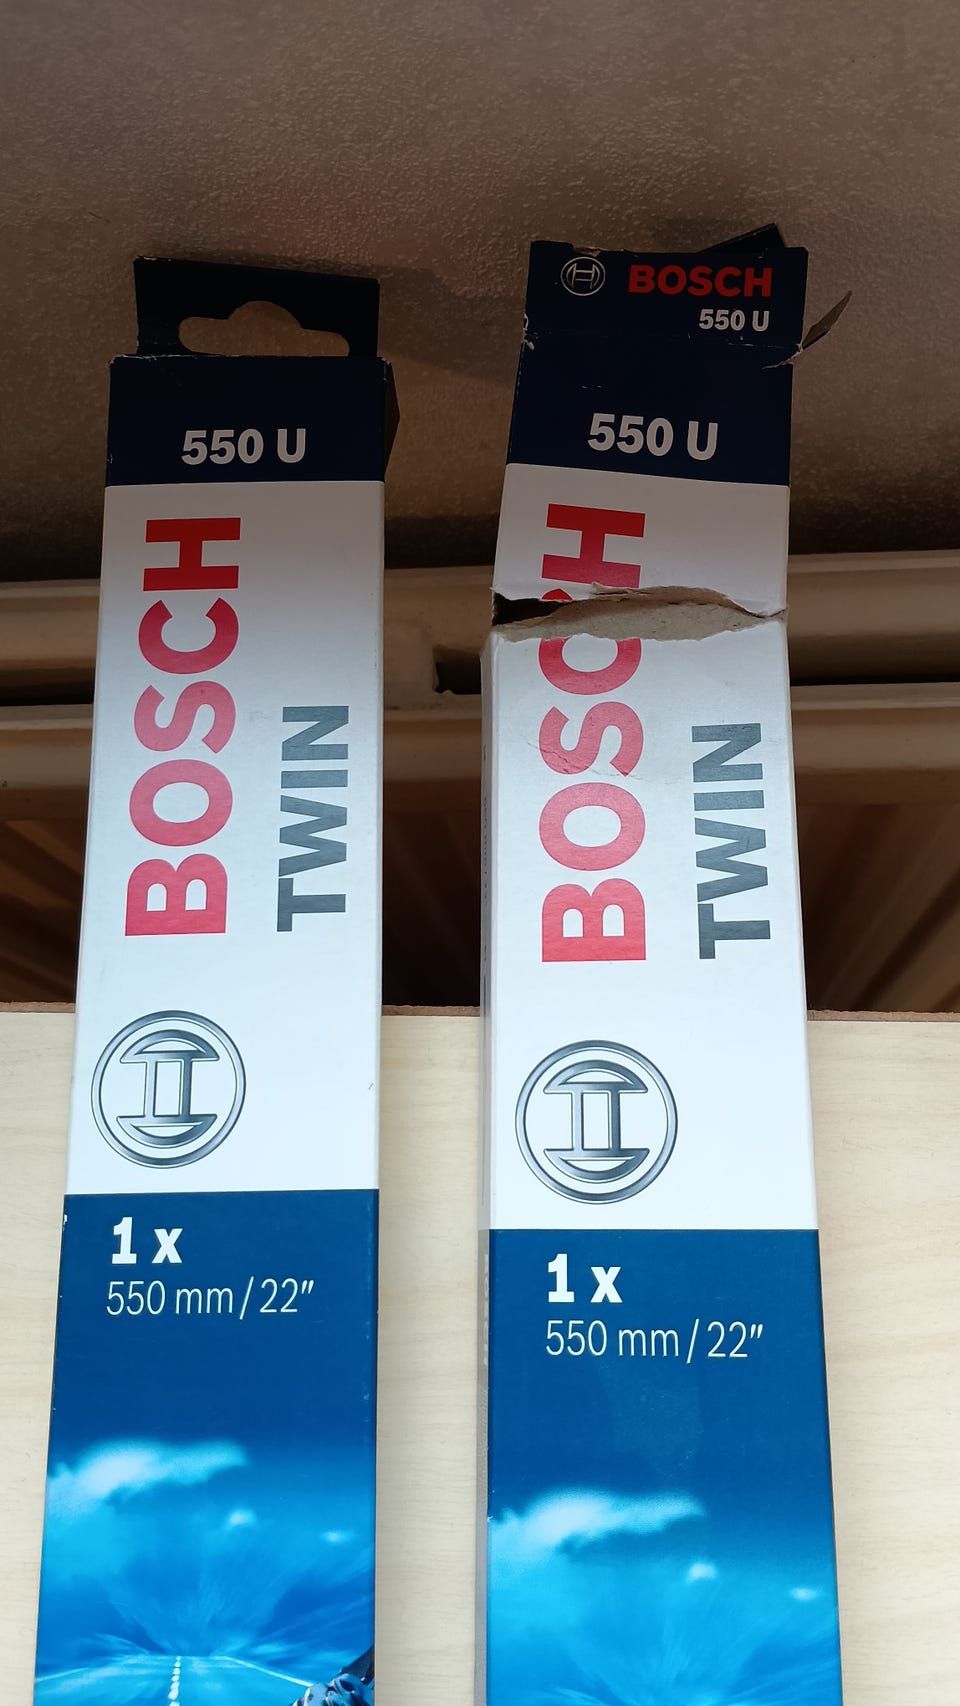 550 U
BOSCH
TWIN
1 x
550 mm / 22"
BOSCH
550 U
550 U
BOSCH
TWIN
1 x
550 mm / 22"